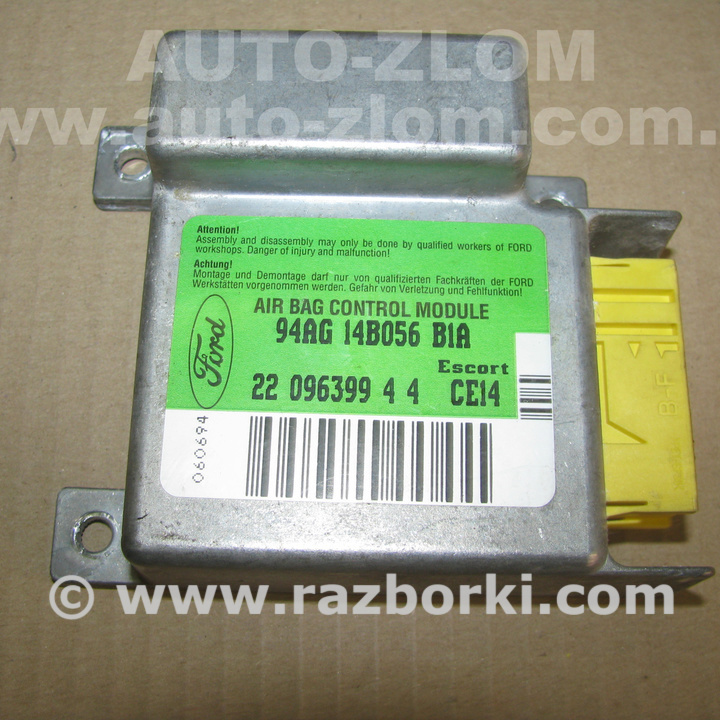 AUTO-ZLOM
www.auto-zlom.com.
Attention!
Assembly and disassembly may only be done by qualified workers of FORD
workshops. Danger of injury and malfunction!
Achtung!
Montage und Demontage darf nur von qualifizierten Fachkräften der FORD
Werkstätten vorgenommen werden. Gefahr von Verletzung und Fehlfunktion!
AIR BAG CONTROL MODULE
94AG 14B056 B1A
Ford
Escort
22 096399 4 4 CE14
060694
B+F 1
© www.razborki.com